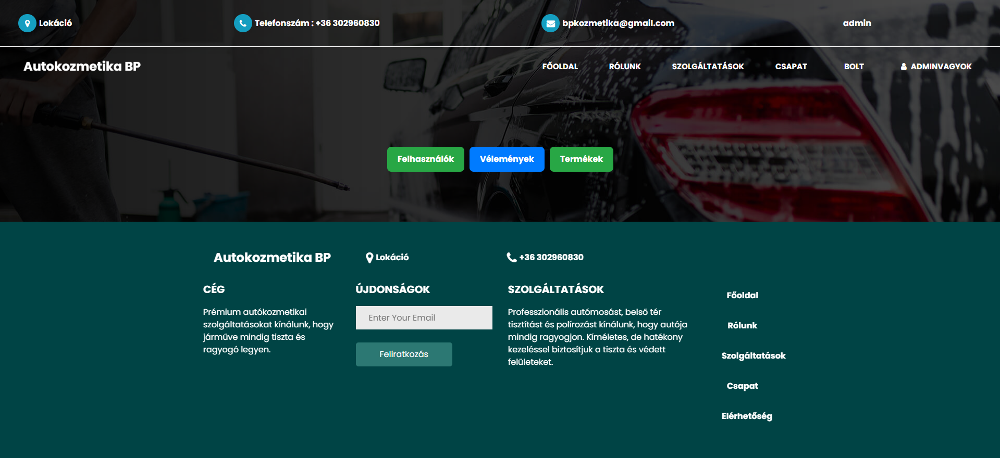 Lokáció
Telefonszám : +36 302960830
bpkozmetika@gmail.com
admin
Autokozmetika BP
FŐOLDAL
RÓLUNK
SZOLGÁLTATÁSOK
CSAPAT
BOLT
ADMINVAGYOK
Felhasználók
Vélemények
Termékek
Autokozmetika BP
Lokáció
+36 302960830
CÉG
Prémium autókozmetikai
szolgáltatásokat kínálunk, hogy
járműve mindig tiszta és
ragyogó legyen.
ÚJDONSÁGOK
Enter Your Email
Feliratkozás
SZOLGÁLTATÁSOK
Professzionális autómosást, belső tér
tisztítást és polírozást kínálunk, hogy autója
mindig ragyogjon. Kíméletes, de hatékony
kezeléssel biztosítjuk a tiszta és védett
felületeket.
Főoldal
Rólunk
Szolgáltatások
Csapat
Elérhetőség